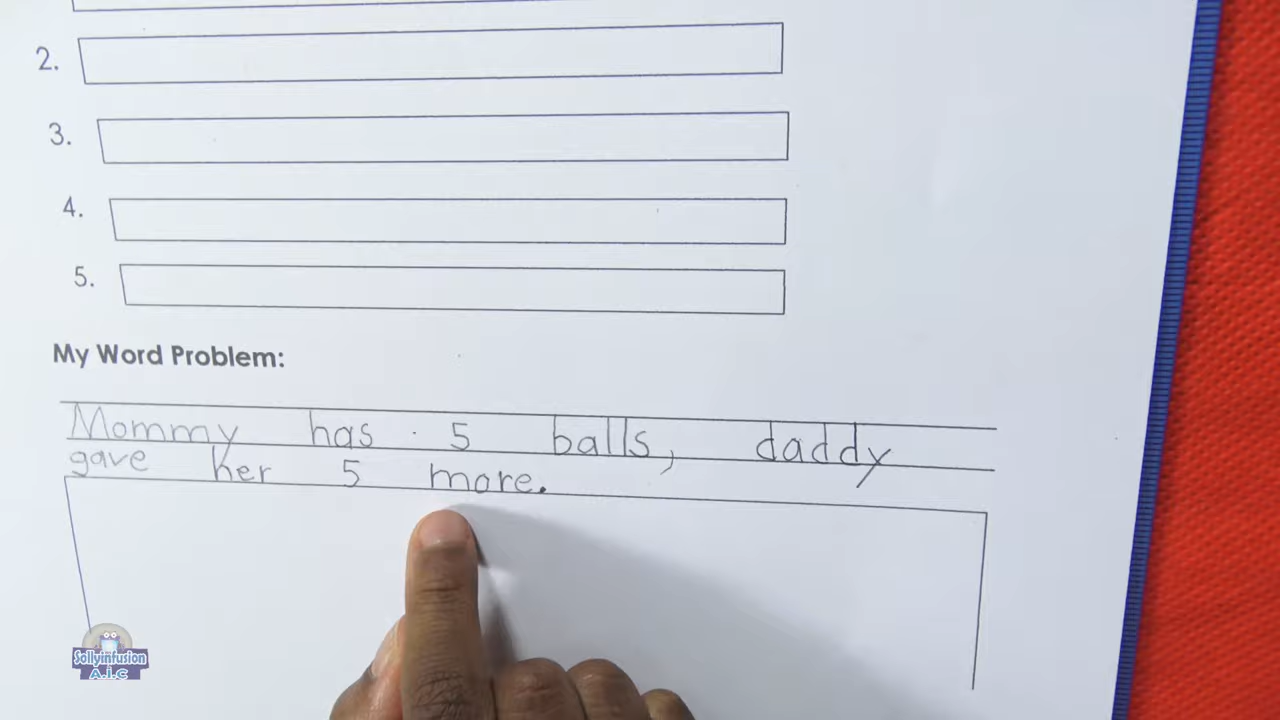 2.
3.
4.
5.
My Word Problem:
Mommy has 5 balls, daddy
gave her 5 more.
Sollyinfusion
A.i.C